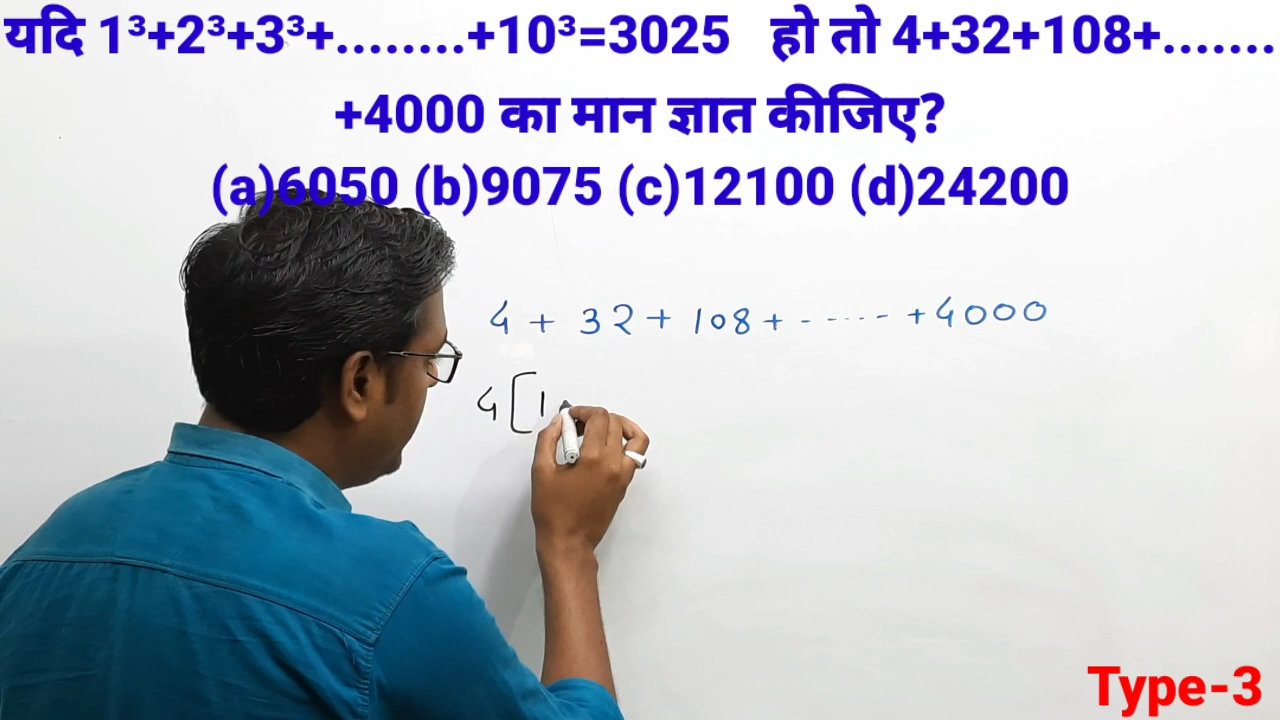 यदि 1³+2³+3³+........+10³=3025 हो तो 4+32+108+.......
+4000 का मान ज्ञात कीजिए?
(a)6050 (b)9075 (c)12100 (d)24200
4 + 32 + 108 + ------ + 4000
4 [1
Type-3